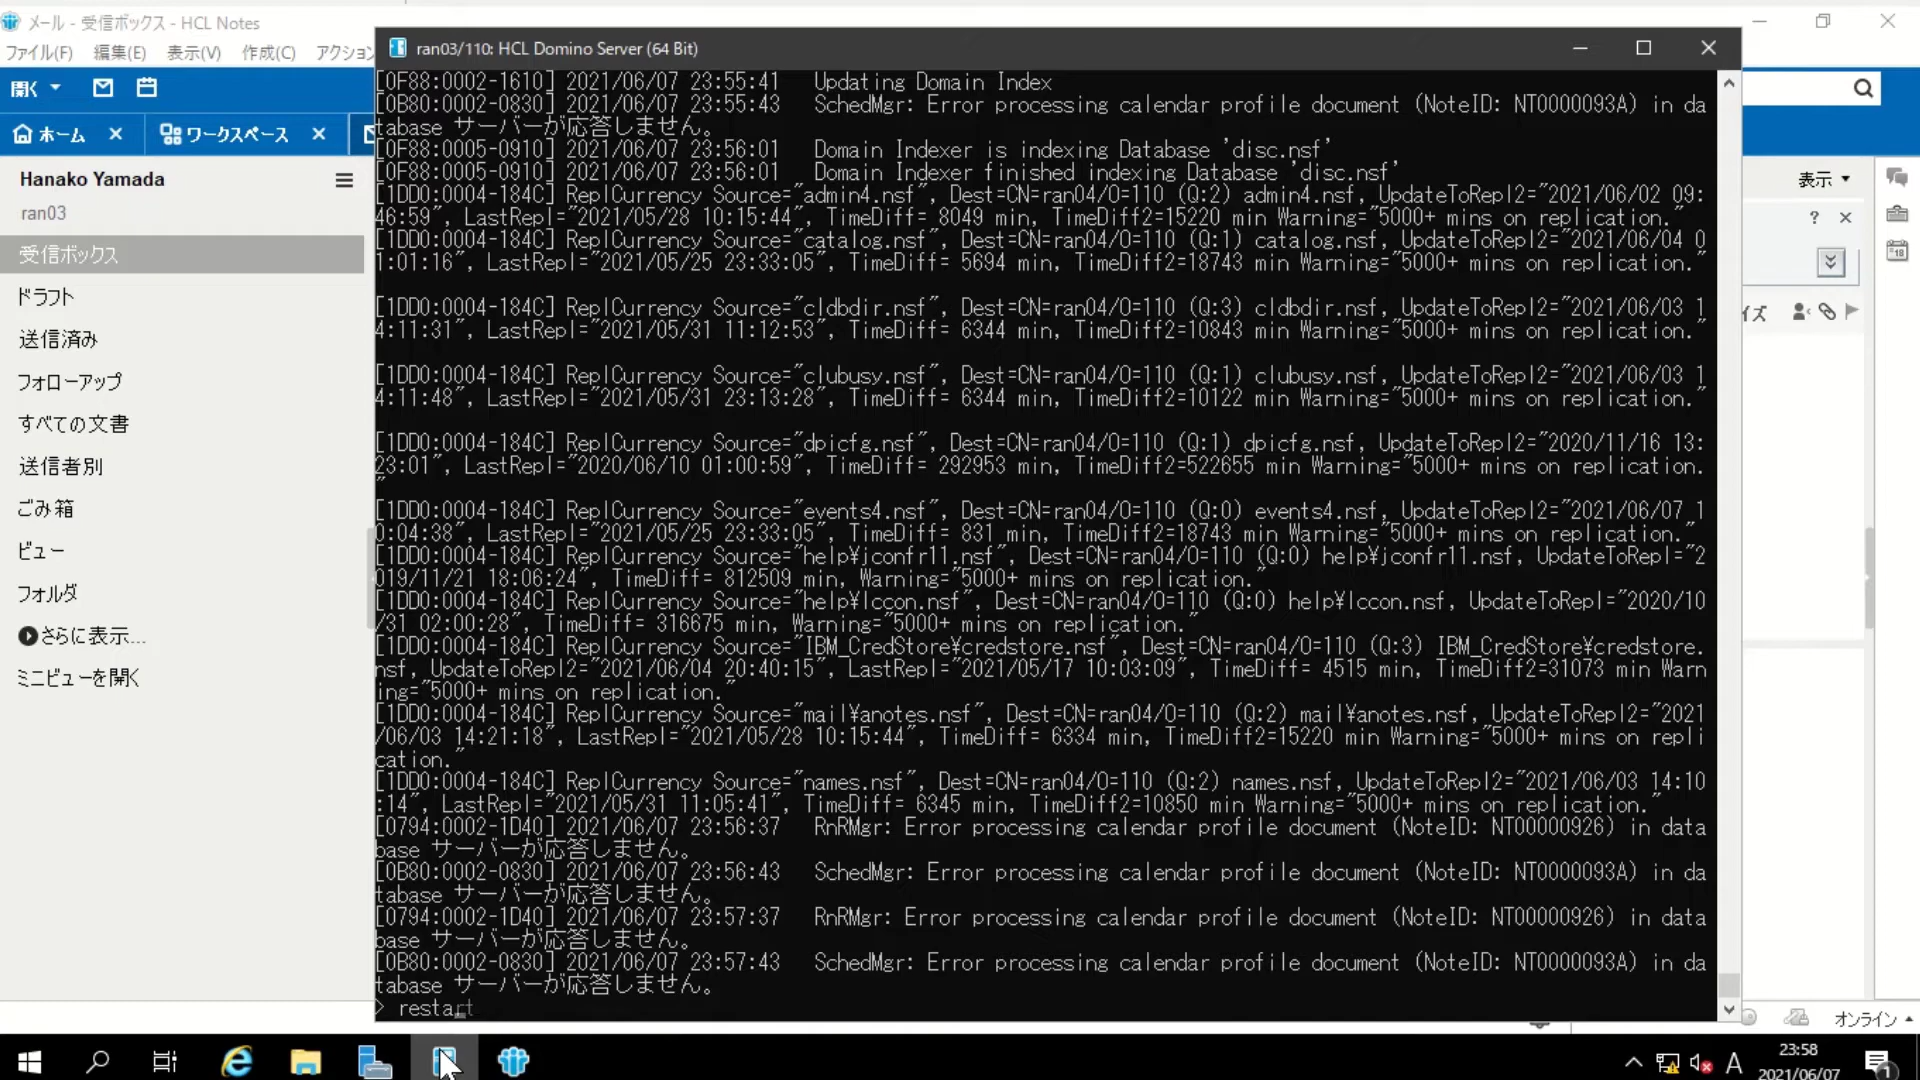 メール - 受信ボックス - HCL Notes
ファイル(F) 編集(E) 表示(V) 作成(C) アクション
開く
ホーム
ワークスペース
Hanako Yamada
ran03
受信ボックス
ドラフト
送信済み
フォローアップ
すべての文書
送信者別
ごみ箱
ビュー
フォルダ
さらに表示...
ミニビューを開く
ran03/110: HCL Domino Server (64 Bit)
[0F88:0002-1610] 2021/06/07 23:55:41 Updating Domain Index
[0B80:0002-0830] 2021/06/07 23:55:43 SchedMgr: Error processing calendar profile document (NoteID: NT0000093A) in da
tabase サーバーが応答しません。
[0F88:0005-0910] 2021/06/07 23:56:01 Domain Indexer is indexing Database 'disc.nsf'
[0F88:0005-0910] 2021/06/07 23:56:01 Domain Indexer finished indexing Database 'disc.nsf'
[1DD0:0004-184C] ReplCurrency Source="admin4.nsf", Dest=CN=ran04/O=110 (Q:2) admin4.nsf, UpdateToRepl2="2021/06/02 09:
46:59", LastRepl="2021/05/28 10:15:44", TimeDiff= 8049 min, TimeDiff2=15220 min Warning="5000+ mins on replication."
[1DD0:0004-184C] ReplCurrency Source="catalog.nsf", Dest=CN=ran04/O=110 (Q:1) catalog.nsf, UpdateToRepl2="2021/06/04 0
1:01:16", LastRepl="2021/05/25 23:33:05", TimeDiff= 5694 min, TimeDiff2=18743 min Warning="5000+ mins on replication."
[1DD0:0004-184C] ReplCurrency Source="cldbdir.nsf", Dest=CN=ran04/O=110 (Q:3) cldbdir.nsf, UpdateToRepl2="2021/06/03 1
4:11:31", LastRepl="2021/05/31 11:12:53", TimeDiff= 6344 min, TimeDiff2=10843 min Warning="5000+ mins on replication."
[1DD0:0004-184C] ReplCurrency Source="clubusy.nsf", Dest=CN=ran04/O=110 (Q:1) clubusy.nsf, UpdateToRepl2="2021/06/03 1
4:11:48", LastRepl="2021/05/31 23:13:28", TimeDiff= 6344 min, TimeDiff2=10122 min Warning="5000+ mins on replication."
[1DD0:0004-184C] ReplCurrency Source="dpicfg.nsf", Dest=CN=ran04/O=110 (Q:1) dpicfg.nsf, UpdateToRepl2="2020/11/16 13:
23:01", LastRepl="2020/06/10 01:00:59", TimeDiff= 292953 min, TimeDiff2=522655 min Warning="5000+ mins on replication.
"
[1DD0:0004-184C] ReplCurrency Source="events4.nsf", Dest=CN=ran04/O=110 (Q:0) events4.nsf, UpdateToRepl2="2021/06/07 1
0:04:38", LastRepl="2021/05/25 23:33:05", TimeDiff= 831 min, TimeDiff2=18743 min Warning="5000+ mins on replication."
[1DD0:0004-184C] ReplCurrency Source="help¥jconfr11.nsf", Dest=CN=ran04/O=110 (Q:0) help¥jconfr11.nsf, UpdateToRepl="2
019/11/21 18:06:24", TimeDiff= 812509 min, Warning="5000+ mins on replication."
[1DD0:0004-184C] ReplCurrency Source="help¥lccon.nsf", Dest=CN=ran04/O=110 (Q:0) help¥lccon.nsf, UpdateToRepl="2020/10
/31 02:00:28", TimeDiff= 316675 min, Warning="5000+ mins on replication."
[1DD0:0004-184C] ReplCurrency Source="IBM_CredStore¥credstore.nsf", Dest=CN=ran04/O=110 (Q:3) IBM_CredStore¥credstore.
nsf, UpdateToRepl2="2021/06/04 20:40:15", LastRepl="2021/05/17 10:03:09", TimeDiff= 4515 min, TimeDiff2=31073 min Warn
ing="5000+ mins on replication."
[1DD0:0004-184C] ReplCurrency Source="mail¥anotes.nsf", Dest=CN=ran04/O=110 (Q:2) mail¥anotes.nsf, UpdateToRepl2="2021
/06/03 14:21:18", LastRepl="2021/05/28 10:15:44", TimeDiff= 6334 min, TimeDiff2=15220 min Warning="5000+ mins on repli
cation."
[1DD0:0004-184C] ReplCurrency Source="names.nsf", Dest=CN=ran04/O=110 (Q:2) names.nsf, UpdateToRepl2="2021/06/03 14:10
:14", LastRepl="2021/05/31 11:05:41", TimeDiff= 6345 min, TimeDiff2=10850 min Warning="5000+ mins on replication."
[0794:0002-1D40] 2021/06/07 23:56:37 RnRMgr: Error processing calendar profile document (NoteID: NT00000926) in data
base サーバーが応答しません。
[0B80:0002-0830] 2021/06/07 23:56:43 SchedMgr: Error processing calendar profile document (NoteID: NT0000093A) in da
tabase サーバーが応答しません。
[0794:0002-1D40] 2021/06/07 23:57:37 RnRMgr: Error processing calendar profile document (NoteID: NT00000926) in data
base サーバーが応答しません。
[0B80:0002-0830] 2021/06/07 23:57:43 SchedMgr: Error processing calendar profile document (NoteID: NT0000093A) in da
tabase サーバーが応答しません。
> restart
表示
?
イズ
18
オンライン
A
23:58
2021/06/07
1